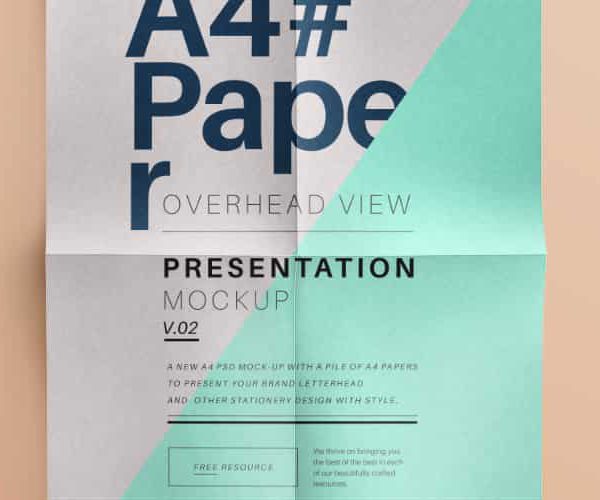 A4#
Pape
r
OVERHEAD VIEW
PRESENTATION
MOCKUP
V.02
A NEW A4 PSD MOCK-UP WITH A PILE OF A4 PAPERS
TO PRESENT YOUR BRAND LETTERHEAD
AND OTHER STATIONERY DESIGN WITH STYLE.
FREE RESOURCE
We thrive on bringing you
the best of the best in each
of our beautifully crafted
resources.